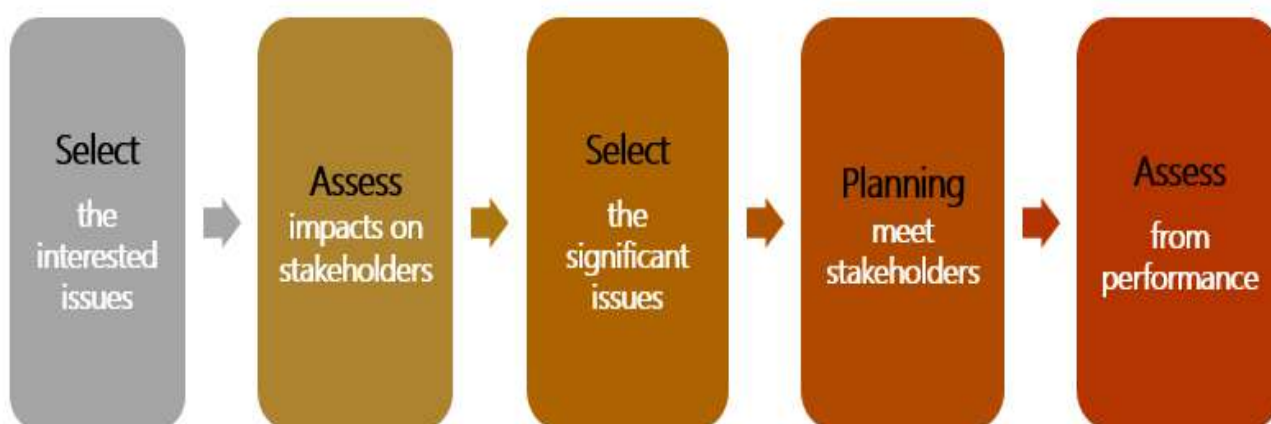 Select
the
interested
issues
Assess
impacts on
stakeholders
Select
the
significant
issues
Planning
meet
stakeholders
Assess
from
performance